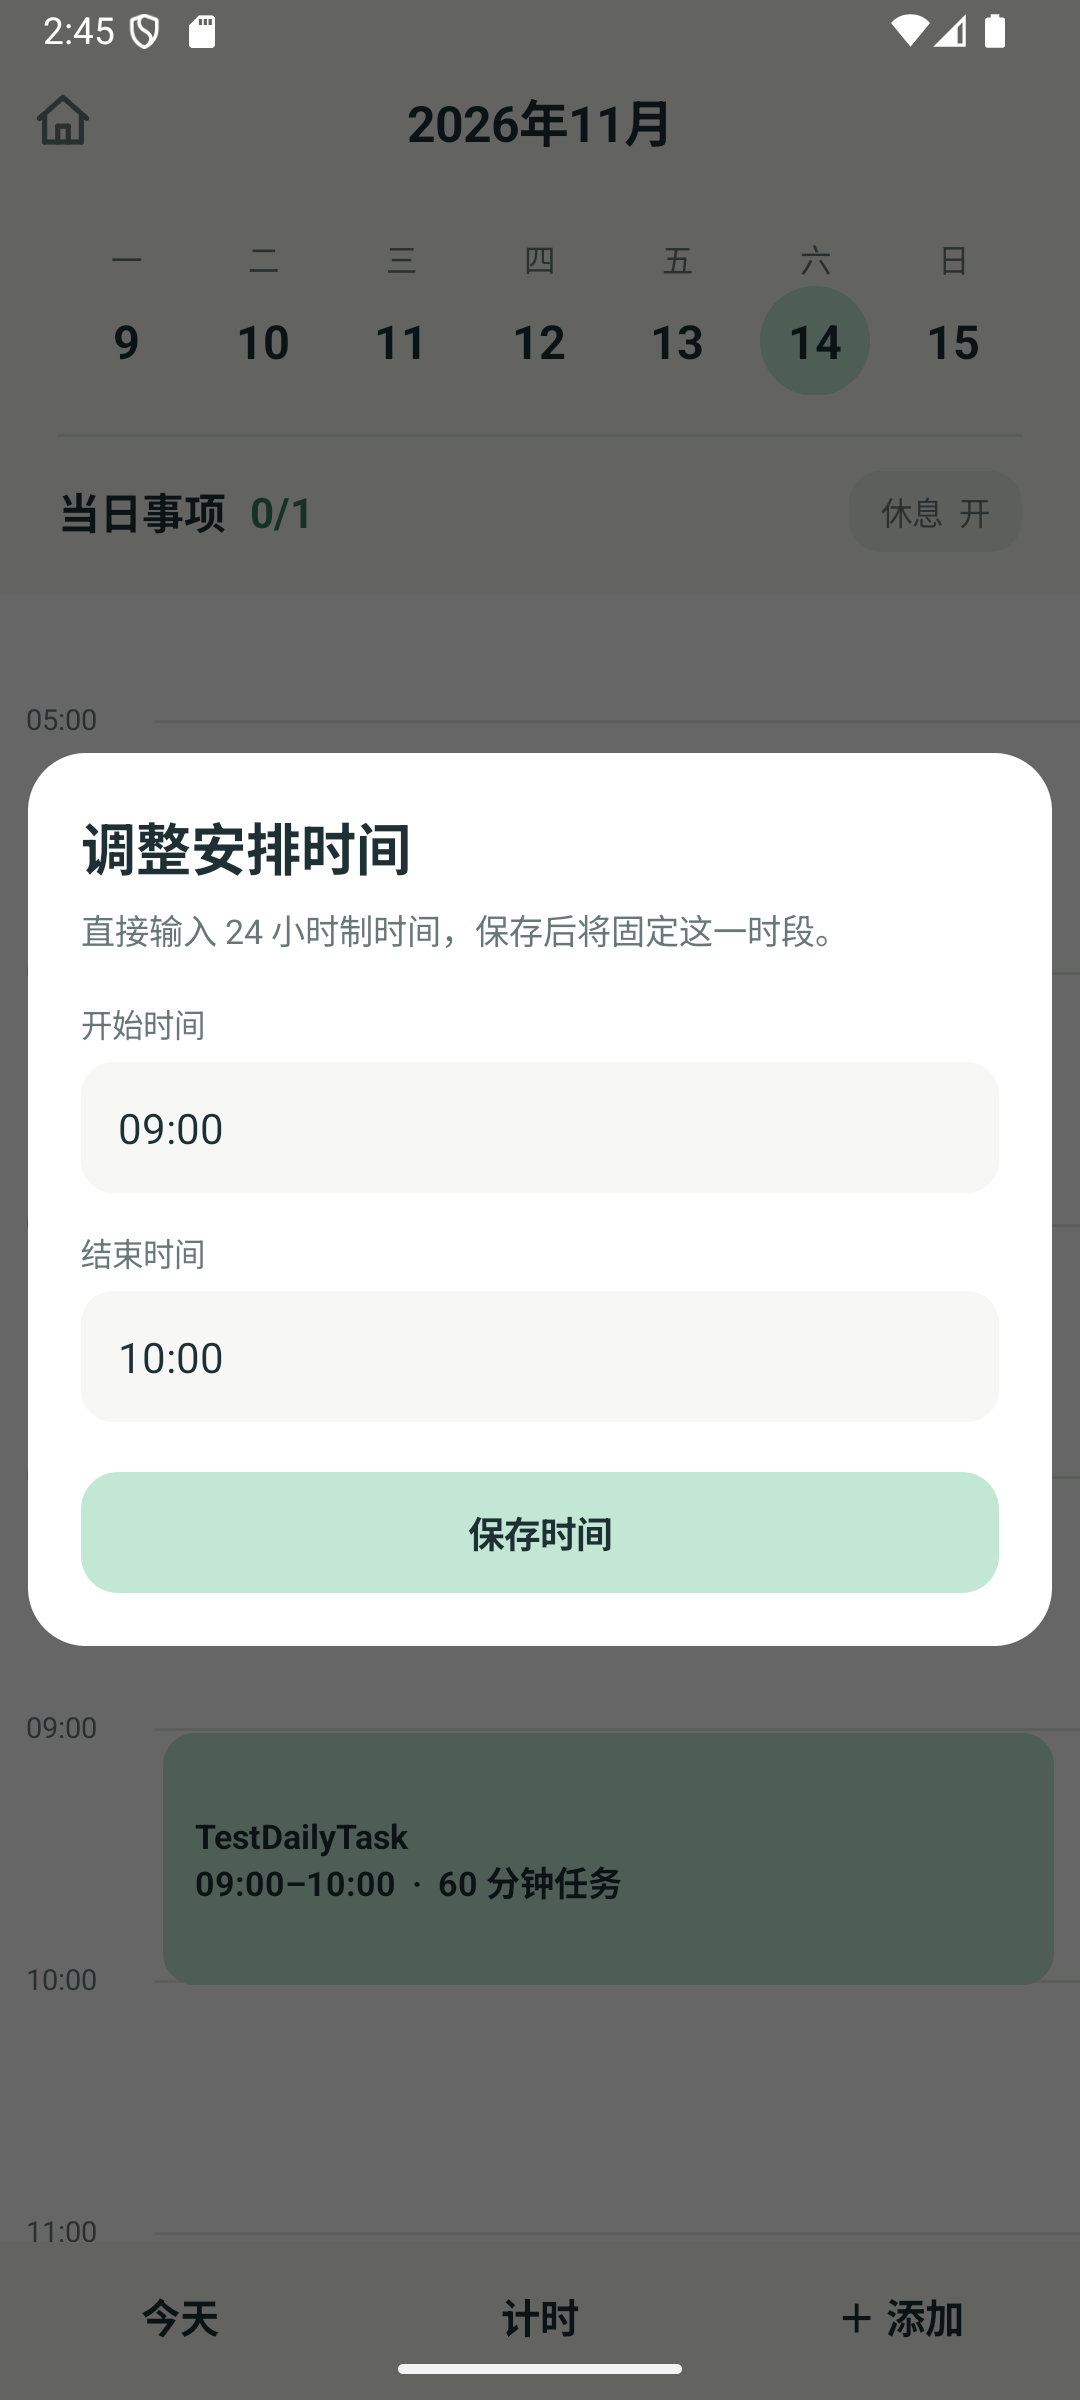 2:45
2026年11月
一 二 三 四 五 六 日
9 10 11 12 13 14 15
当日事项 0/1 休息 开
05:00
调整安排时间
直接输入 24 小时制时间，保存后将固定这一时段。
开始时间
09:00
结束时间
10:00
保存时间
09:00
TestDailyTask
09:00–10:00 · 60 分钟任务
10:00
11:00
今天 计时 + 添加